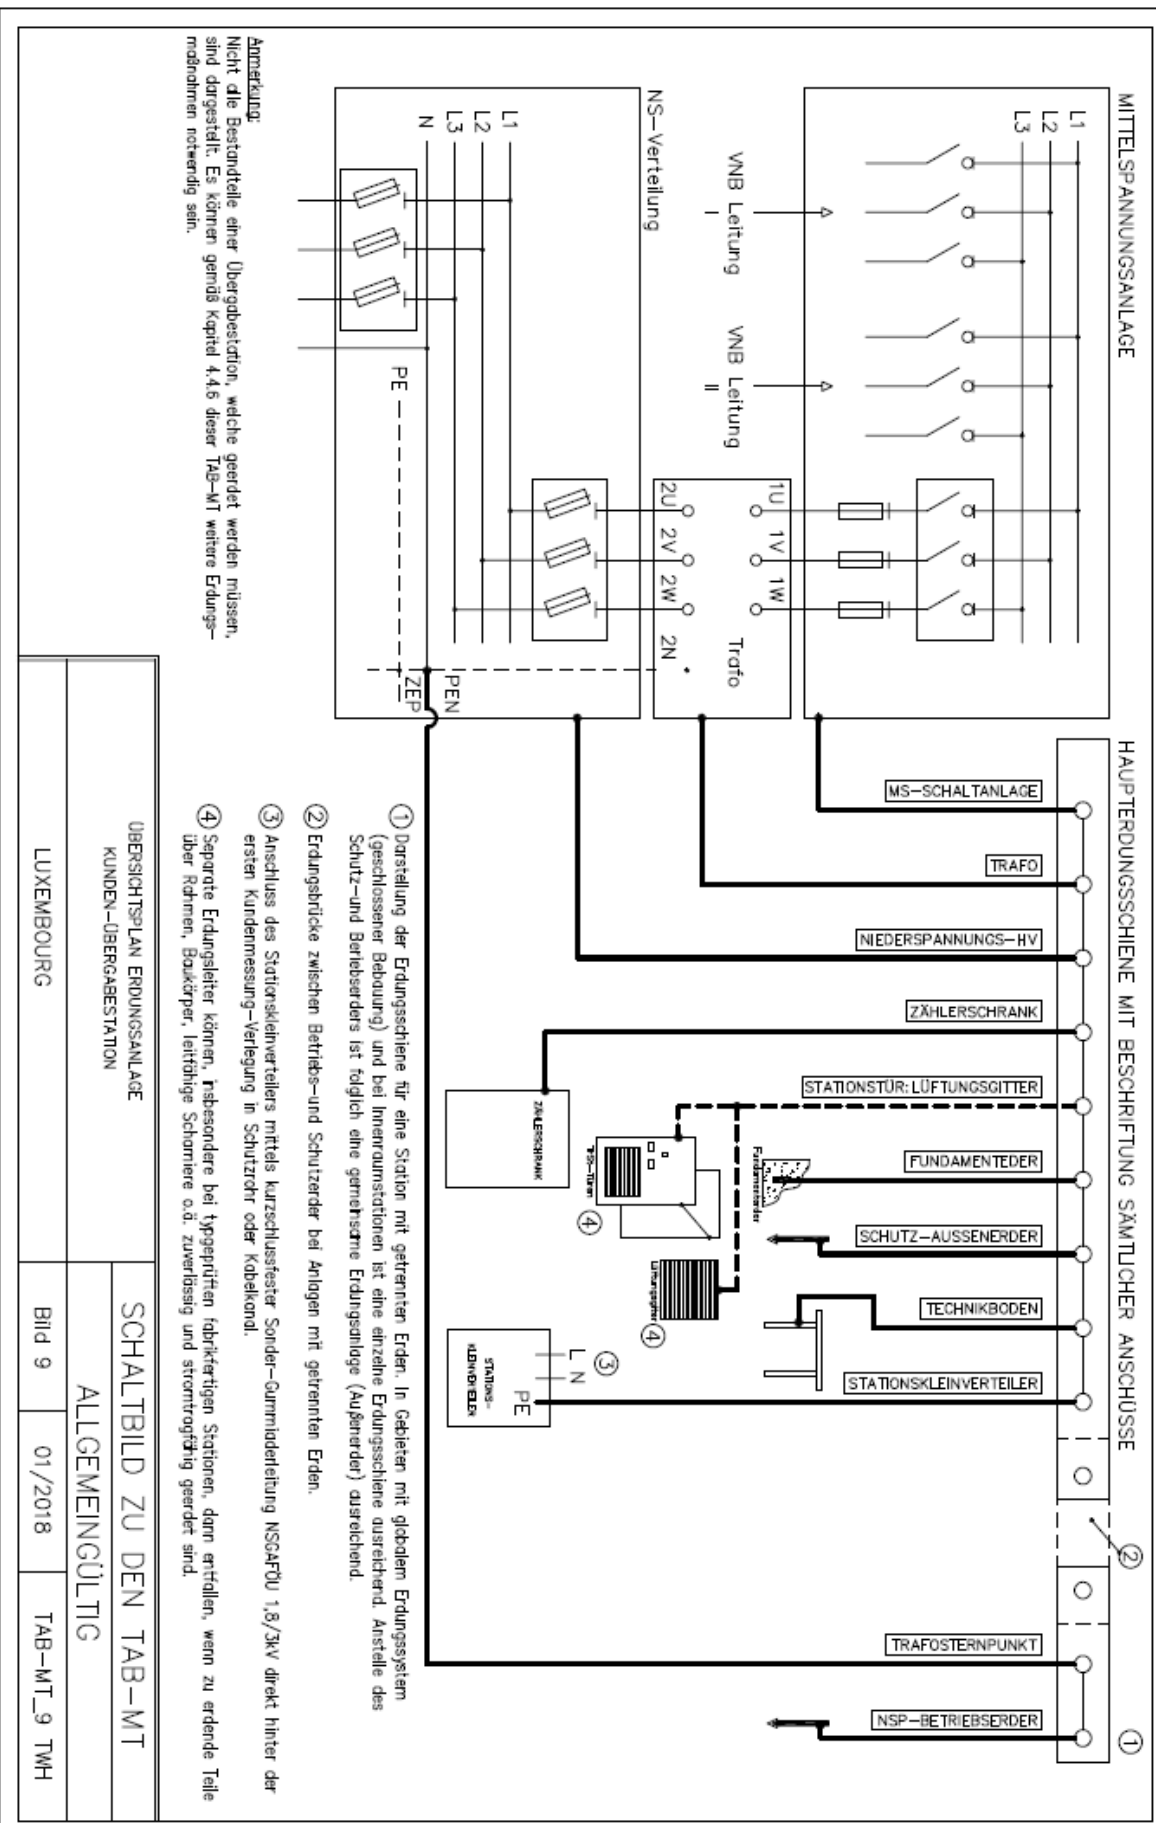 MITTELSPANNUNGSANLAGE
L1
L2
L3
VNB Leitung
I
VNB Leitung
II
1U
1V
1W
Trafo
2U
2V
2W
2N
NS-Verteilung
L1
L2
L3
N
PE
PEN
ZEP
HAUPTERDUNGSSCHIENE MIT BESCHRIFTUNG SÄMTLICHER ANSCHÜSSE
MS-SCHALTANLAGE
TRAFO
NIEDERSPANNUNGS-HV
ZÄHLERSCHRANK
STATIONSTÜR: LÜFTUNGSGITTER
FUNDAMENTEDER
SCHUTZ-AUSSENERDER
TECHNIKBODEN
STATIONSKLEINVERTEILER
TRAFOSTERNPUNKT
NSP-BETRIEBSERDER
2
1
ZÄHLERSCHRANK
4
Fundamenterder
Lüftungsgitter
4
3
L
N
PE
STATIONS-
KLEINVERTEILEN
Anmerkung:
Nicht alle Bestandteile einer Übergabestation, welche geerdet werden müssen,
sind dargestellt. Es können gemäß Kapitel 4.4.6 dieser TAB-MT weitere Erdungs-
maßnahmen notwendig sein.
1 Darstellung der Erdungsschiene für eine Station mit getrennten Erden. In Gebieten mit globalem Erdungssystem
(geschlossener Bebauung) und bei Innenraumstationen ist eine einzelne Erdungsschiene ausreichend. Anstelle des
Schutz-und Beriebserders ist folglich eine gemeinsame Erdungsanlage (Außenerder) ausreichend.
2 Erdungsbrücke zwischen Betriebs-und Schutzerder bei Anlagen mit getrennten Erden.
3 Anschluss des Stationskleinverteilers mittels kurzschlussfester Sonder-Gummiaderleitung NSGAFÖU 1,8/3kV direkt hinter der
ersten Kundenmessung-Verlegung in Schutzrohr oder Kabelkanal.
4 Separate Erdungsleiter können, insbesondere bei typgeprüften fabrikfertigen Stationen, dann entfallen, wenn zu erdende Teile
über Rahmen, Baukörper, leitfähige Scharniere o.ä. zuverlässig und stromtragfähig geerdet sind.
ÜBERSICHTSPLAN ERDUNGSANLAGE
KUNDEN-ÜBERGABESTATION
LUXEMBOURG
SCHALTBILD ZU DEN TAB-MT
ALLGEMEINGÜLTIG
Bild 9
01/2018
TAB-MT_9 TWH